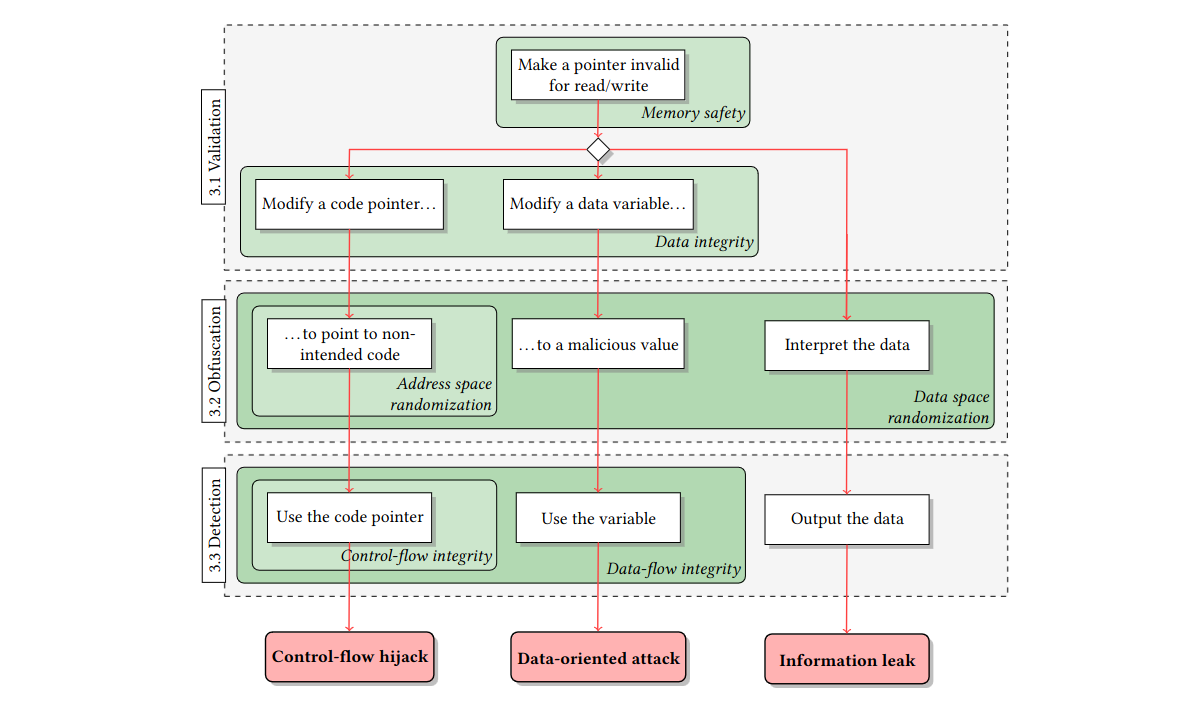 Make a pointer invalid
for read/write
Memory safety
3.1 Validation
Modify a code pointer…
Modify a data variable…
Data integrity
3.2 Obfuscation
…to point to non-
intended code
…to a malicious value
Interpret the data
Address space
randomization
Data space
randomization
3.3 Detection
Use the code pointer
Use the variable
Output the data
Control-flow integrity
Data-flow integrity
Control-flow hijack
Data-oriented attack
Information leak